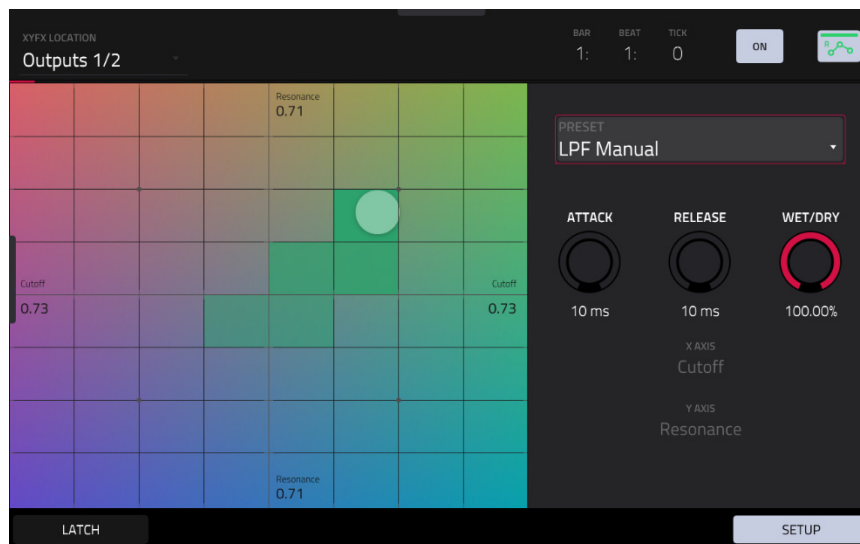 XYFX LOCATION
Outputs 1/2
BAR BEAT TICK
1: 1: 0
ON
R
Resonance
0.71
Cutoff
0.73
Cutoff
0.73
Resonance
0.71
PRESET
LPF Manual
ATTACK RELEASE WET/DRY
10 ms 10 ms 100.00%
X AXIS
Cutoff
Y AXIS
Resonance
LATCH
SETUP